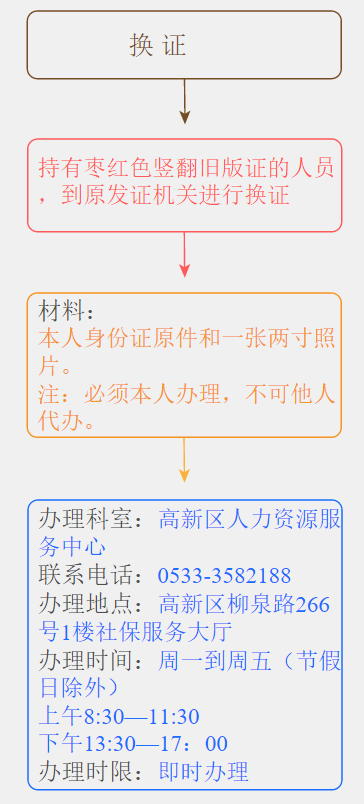 换 证
持有枣红色竖翻旧版证的人员
，到原发证机关进行换证
材料：
本人身份证原件和一张两寸照
片。
注：必须本人办理，不可他人
代办。
办理科室：高新区人力资源服
务中心
联系电话：0533-3582188
办理地点：高新区柳泉路266
号1楼社保服务大厅
办理时间：周一到周五（节假
日除外）
上午8:30—11:30
下午13:30—17：00
办理时限：即时办理